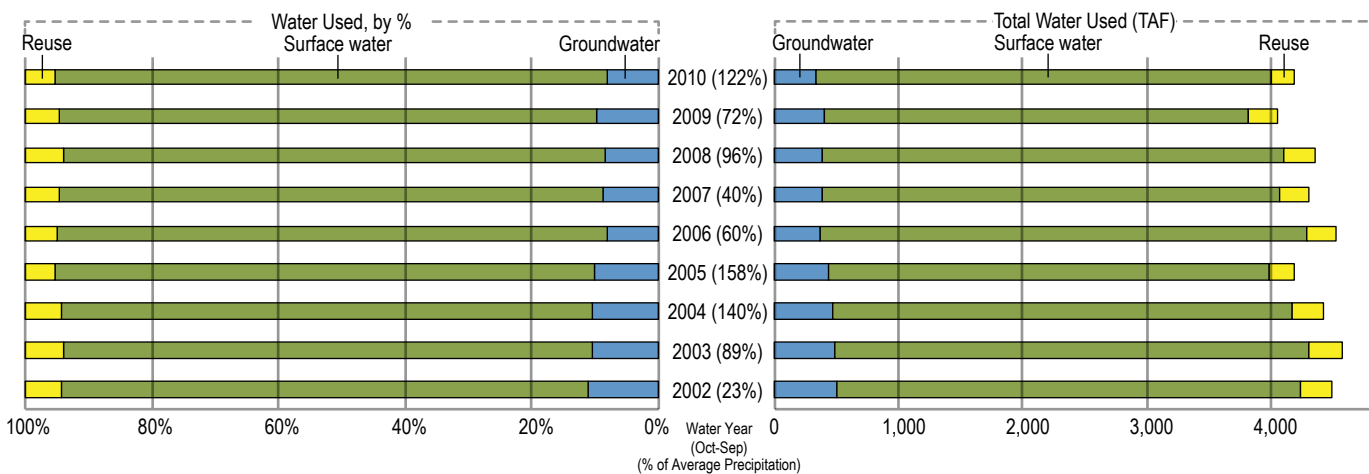 Water Used, by %
Total Water Used (TAF)
Reuse
Surface water
Groundwater
Groundwater
Surface water
Reuse
2010 (122%)
2009 (72%)
2008 (96%)
2007 (40%)
2006 (60%)
2005 (158%)
2004 (140%)
2003 (89%)
2002 (23%)
100% 80% 60% 40% 20% 0%
Water Year
(Oct-Sep)
(% of Average Precipitation)
0 1,000 2,000 3,000 4,000